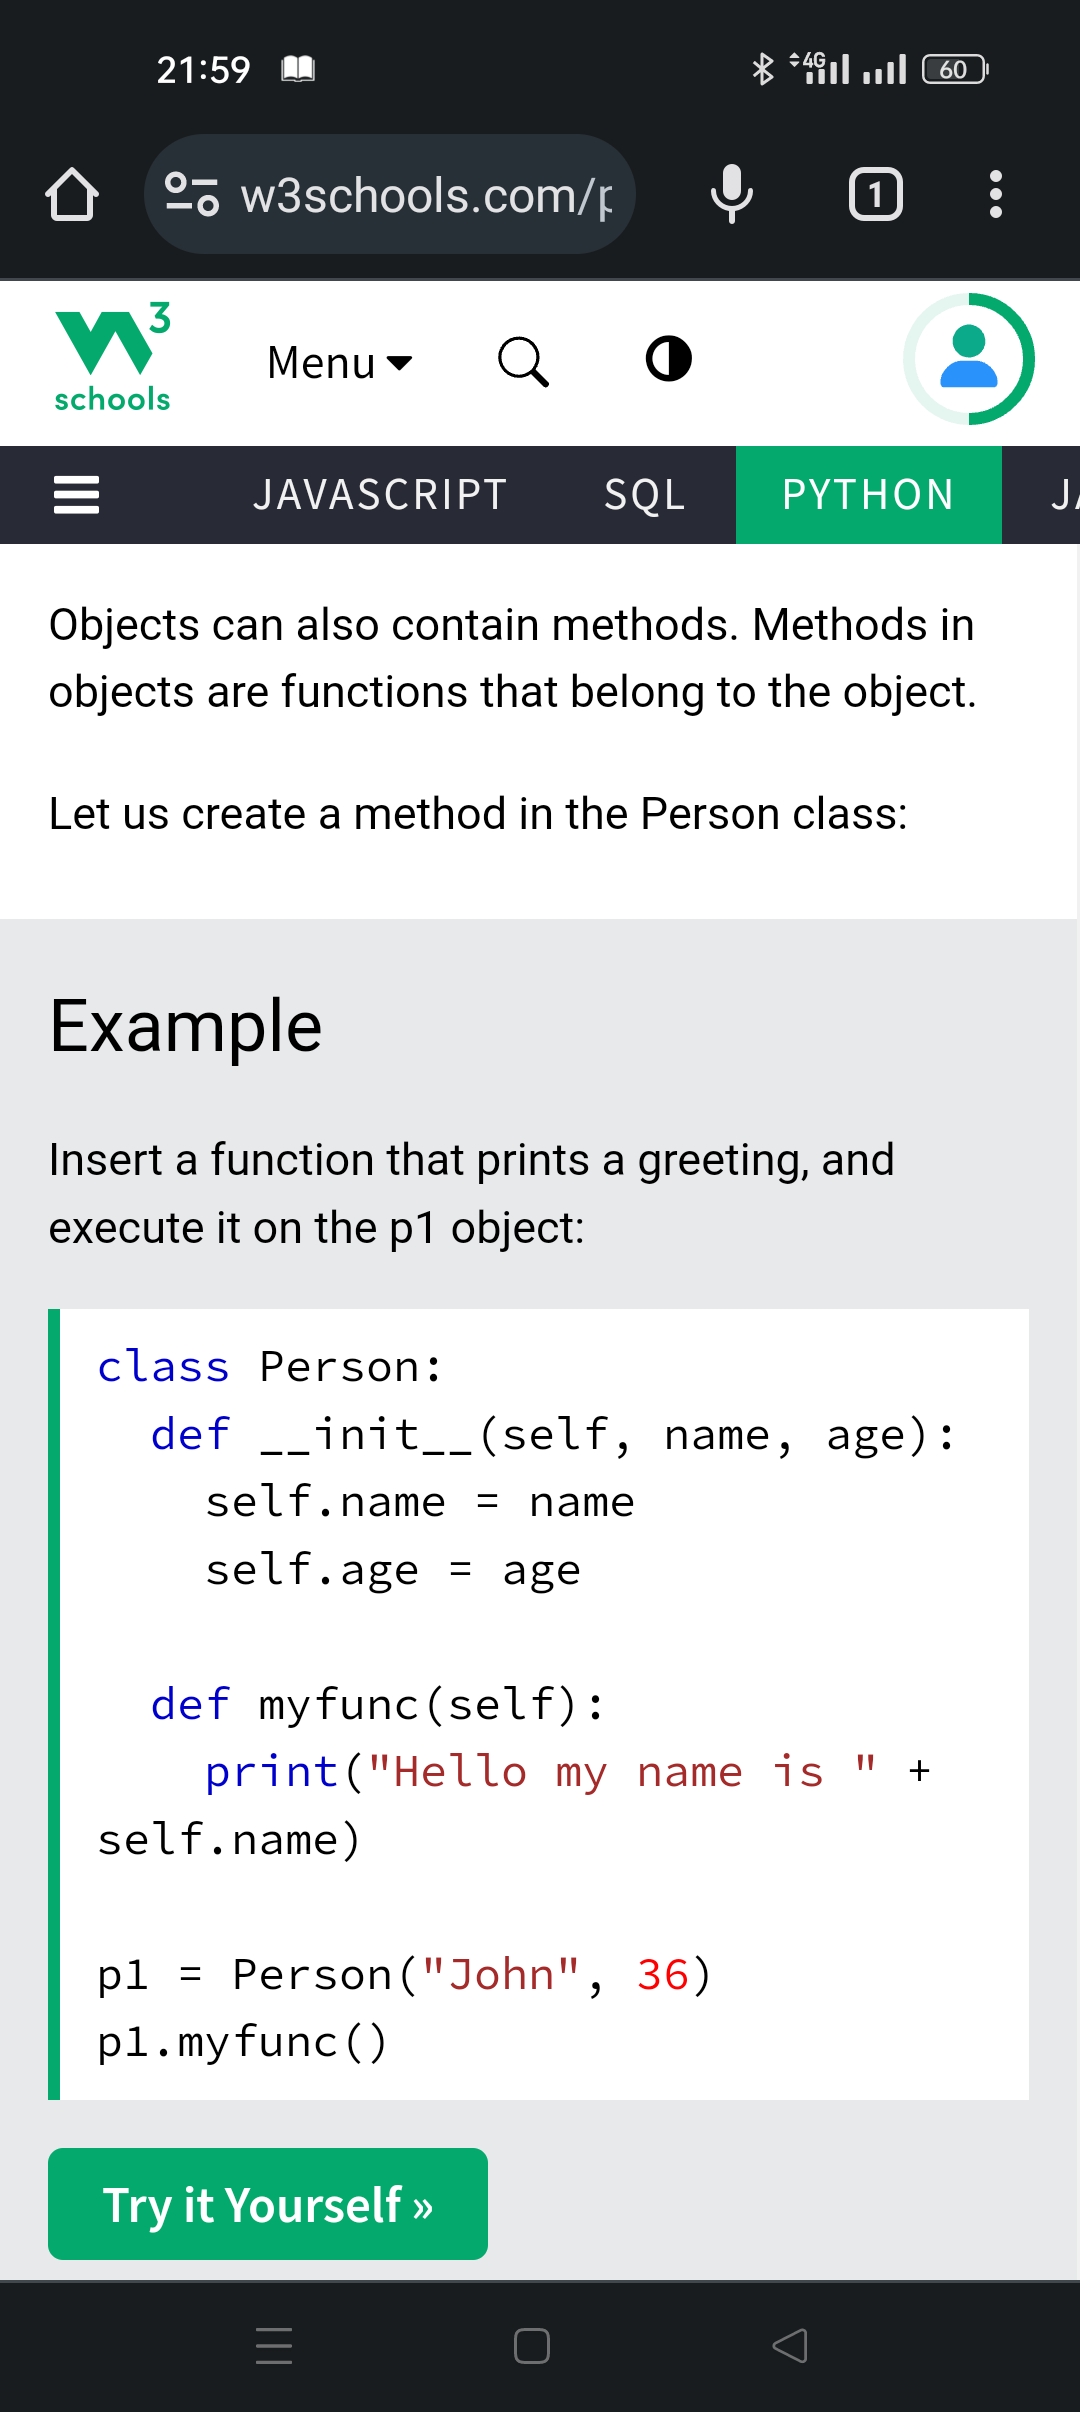 21:59
4G
60
w3schools.com/p
1
3
schools
Menu
JAVASCRIPT SQL PYTHON JA
Objects can also contain methods. Methods in
objects are functions that belong to the object.
Let us create a method in the Person class:
Example
Insert a function that prints a greeting, and
execute it on the p1 object:
class Person:
  def __init__(self, name, age):
    self.name = name
    self.age = age
  def myfunc(self):
    print("Hello my name is " +
self.name)
p1 = Person("John", 36)
p1.myfunc()
Try it Yourself »